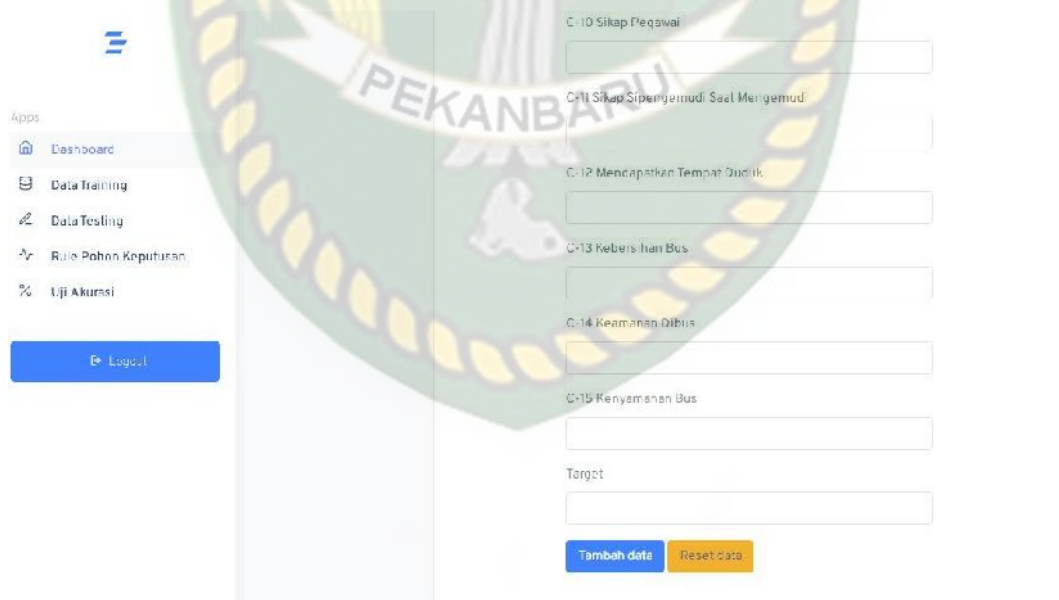 Apps
Dashboard
Data Training
Data Testing
Rule Pohon Keputusan
Uji Akurasi
Logout
PEKANBARU
C-10 Sikap Pegawai
C-11 Sikap Sipengemudi Saat Mengemudi
C-12 Mendapatkan Tempat Duduk
C-13 Kebersihan Bus
C-14 Keamanan Dibus
C-15 Kenyamanan Bus
Target
Tambah data
Reset data